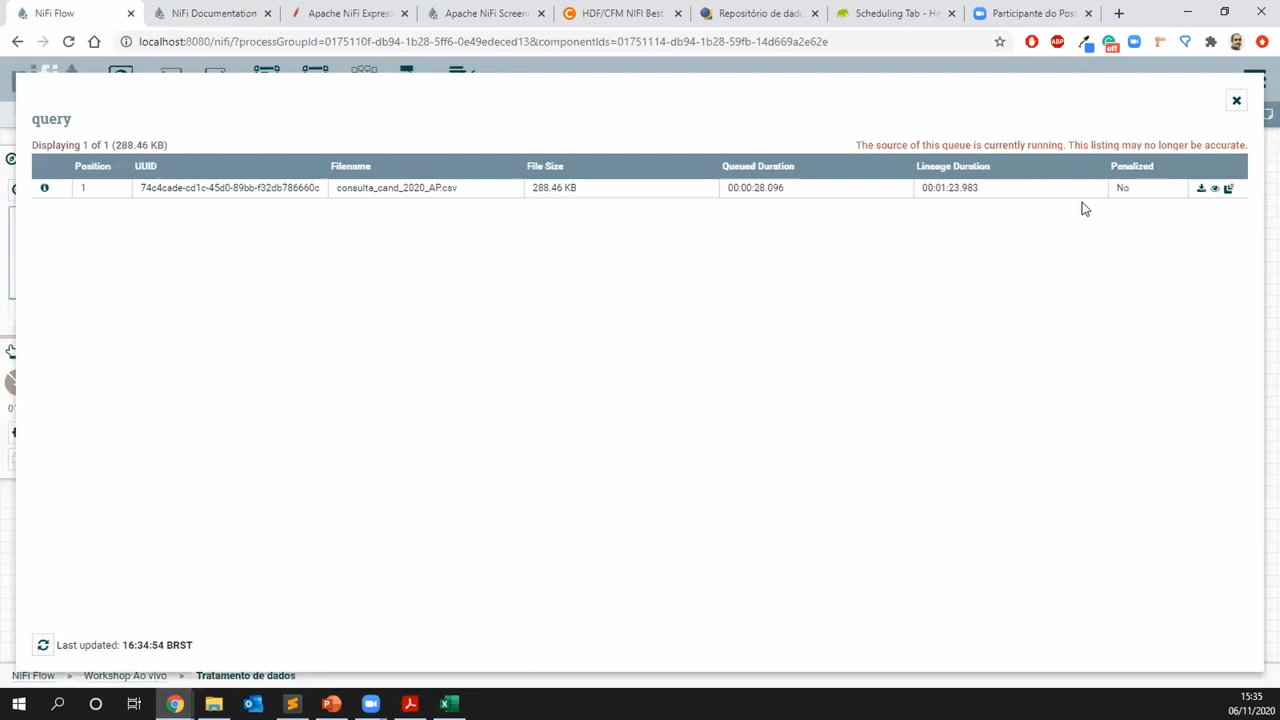 NiFi Flow
NiFi Documentation
Apache NiFi Expres
Apache NiFi Screen
HDF/CFM NIFI Best
Repositório de dad
Scheduling Tab - He
Participante do Pos
localhost:8080/nifi/?processGroupId=0175110f-db94-1b28-5ff6-0e49edeced13&componentIds=01751114-db94-1b28-59fb-14d669a2e62e
ABP
off
query
Displaying 1 of 1 (288.46 KB)
The source of this queue is currently running. This listing may no longer be accurate.
Position UUID Filename File Size Queued Duration Lineage Duration Penalized
1 74c4cade-cd1c-45d0-89bb-f32db786660c consulta_cand_2020_AP.csv 288.46 KB 00:00:28.096 00:01:23.983 No
Last updated: 16:34:54 BRST
NiFi Flow » Workshop Ao vivo » Tratamento de dados
15:35
06/11/2020